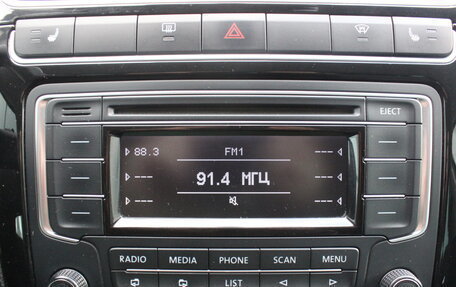 EJECT
FM1
88.3 ---
--- 91.4 МГЦ ---
--- ---
RADIO MEDIA PHONE SCAN MENU
LIST